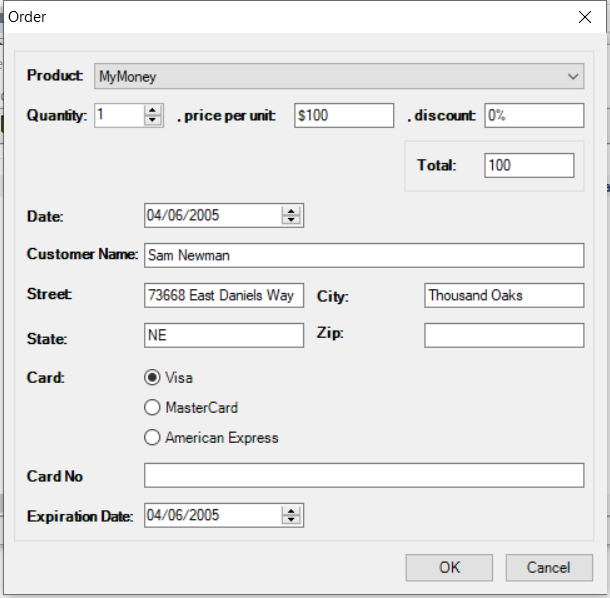 Order
Product: MyMoney
Quantity: 1 . price per unit: $100 . discount: 0%
Total: 100
Date: 04/06/2005
Customer Name: Sam Newman
Street: 73668 East Daniels Way City: Thousand Oaks
State: NE Zip:
Card: Visa
MasterCard
American Express
Card No
Expiration Date: 04/06/2005
OK Cancel